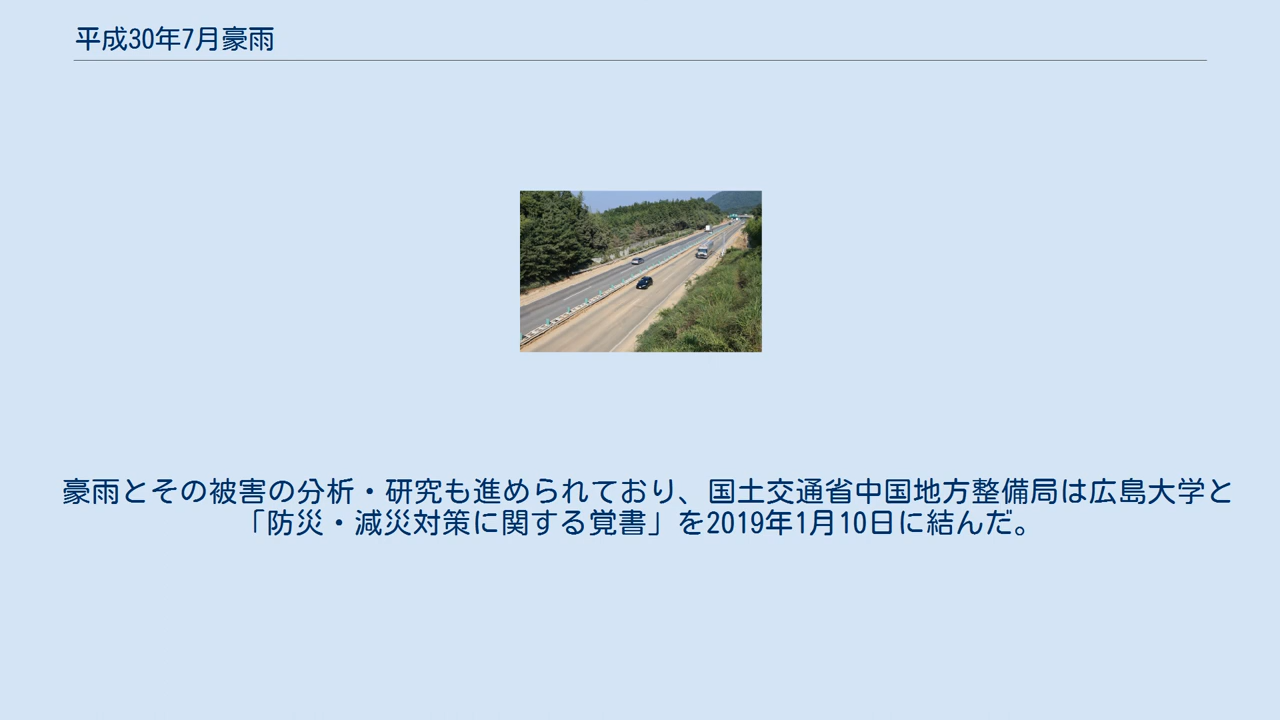 平成30年7月豪雨
豪雨とその被害の分析・研究も進められており、国土交通省中国地方整備局は広島大学と
「防災・減災対策に関する覚書」を2019年1月10日に結んだ。